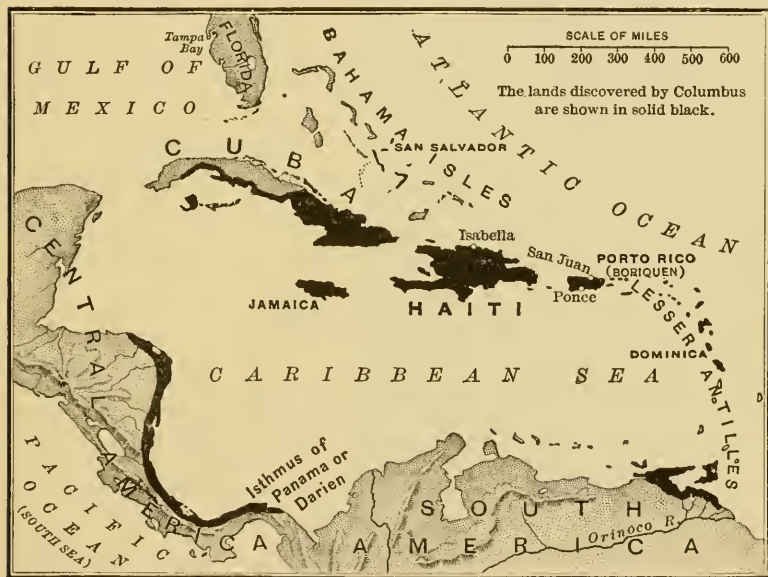 Tampa
Bay
FLORIDA
GULF OF
MEXICO
BAHAMA ISLES
ATLANTIC OCEAN
SCALE OF MILES
0 100 200 300 400 500 600
The lands discovered by Columbus
are shown in solid black.
SAN SALVADOR
CUBA
Isabella
San Juan
PORTO RICO
(BORIQUEN)
Ponce
JAMAICA
HAITI
LESSER ANTILLES
DOMINICA
CENTRAL AMERICA
CARIBBEAN SEA
PACIFIC
OCEAN
(SOUTH SEA)
Isthmus of
Panama or
Darien
SOUTH
AMERICA
Orinoco R.